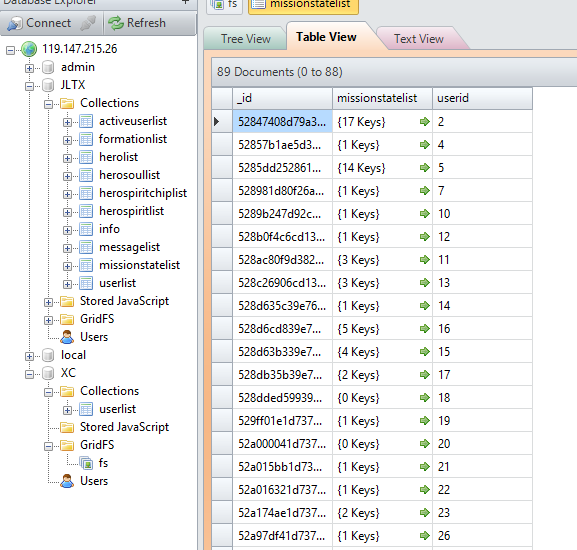 Database Explorer
Connect
Refresh
119.147.215.26
admin
JLTX
Collections
activeuserlist
formationlist
herolist
herosoullist
herospiritchiplist
herospiritlist
info
messagelist
missionstatelist
userlist
Stored JavaScript
GridFS
Users
local
XC
Collections
userlist
Stored JavaScript
GridFS
fs
Users
fs missionstatelist
Tree View Table View Text View
89 Documents (0 to 88)
_id missionstatelist userid
52847408d79a3... {17 Keys} 2
52857b1ae5d3... {1 Keys} 4
5285dd252861... {14 Keys} 5
528981d80f26a... {1 Keys} 7
5289b247d92c... {1 Keys} 10
528b0f4c6cd13... {1 Keys} 12
528ac80f9d382... {3 Keys} 11
528c26906cd13... {3 Keys} 13
528d635c39e76... {1 Keys} 14
528d6cd839e7... {5 Keys} 16
528d63b339e7... {4 Keys} 15
528db35b39e7... {2 Keys} 17
528dded59939... {0 Keys} 18
529ff01e1d737... {1 Keys} 19
52a000041d737... {0 Keys} 20
52a015bb1d73... {1 Keys} 21
52a016321d737... {1 Keys} 22
52a174ae1d737... {2 Keys} 23
52a97df41d737... {1 Keys} 26